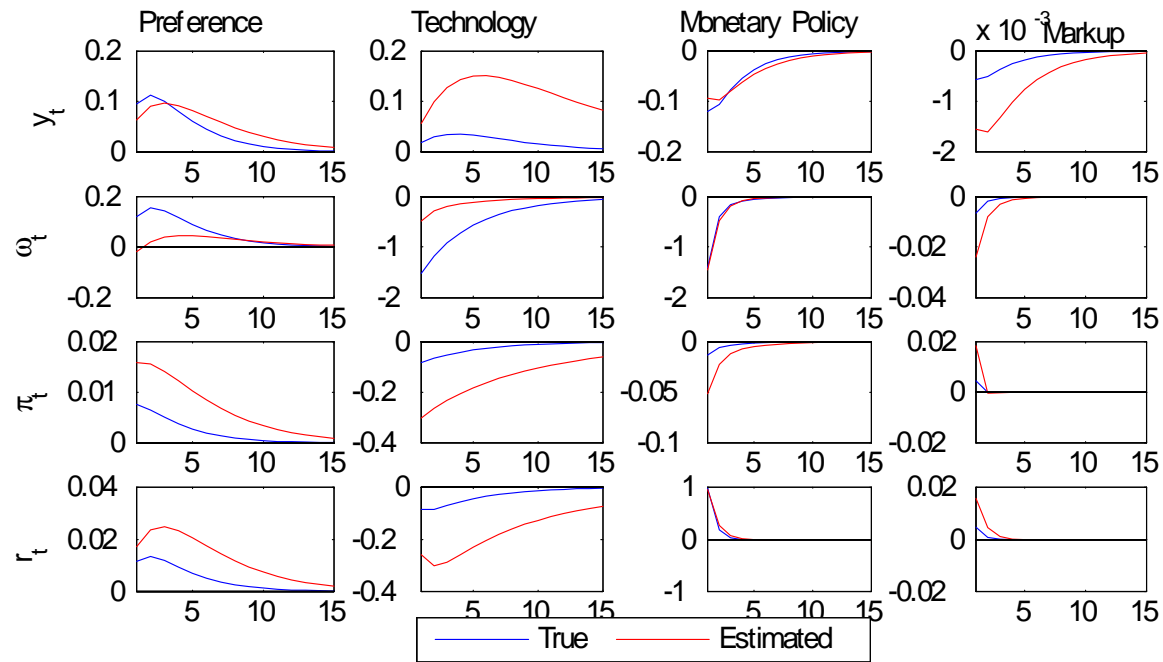 Preference Technology Monetary Policy x 10 -3 Markup
0.2 0.2 0 0
y_t 0.1 0.1 -0.1 -1
0 0 -0.2 -2
5 10 15 5 10 15 5 10 15 5 10 15
0.2 0 0 0
ω_t 0 -1 -1 -0.02
-0.2 -2 -2 -0.04
5 10 15 5 10 15 5 10 15 5 10 15
0.02 0 0 0.02
π_t 0.01 -0.2 -0.05 0
0 -0.4 -0.1 -0.02
5 10 15 5 10 15 5 10 15 5 10 15
0.04 0 1 0.02
r_t 0.02 -0.2 0 0
0 -0.4 -1 -0.02
5 10 15 5 10 15 5 10 15 5 10 15
True Estimated